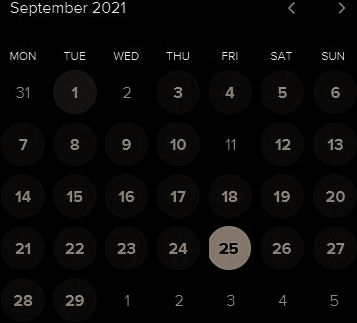 September 2021
MON TUE WED THU FRI SAT SUN
31 1 2 3 4 5 6
7 8 9 10 11 12 13
14 15 16 17 18 19 20
21 22 23 24 25 26 27
28 29 1 2 3 4 5